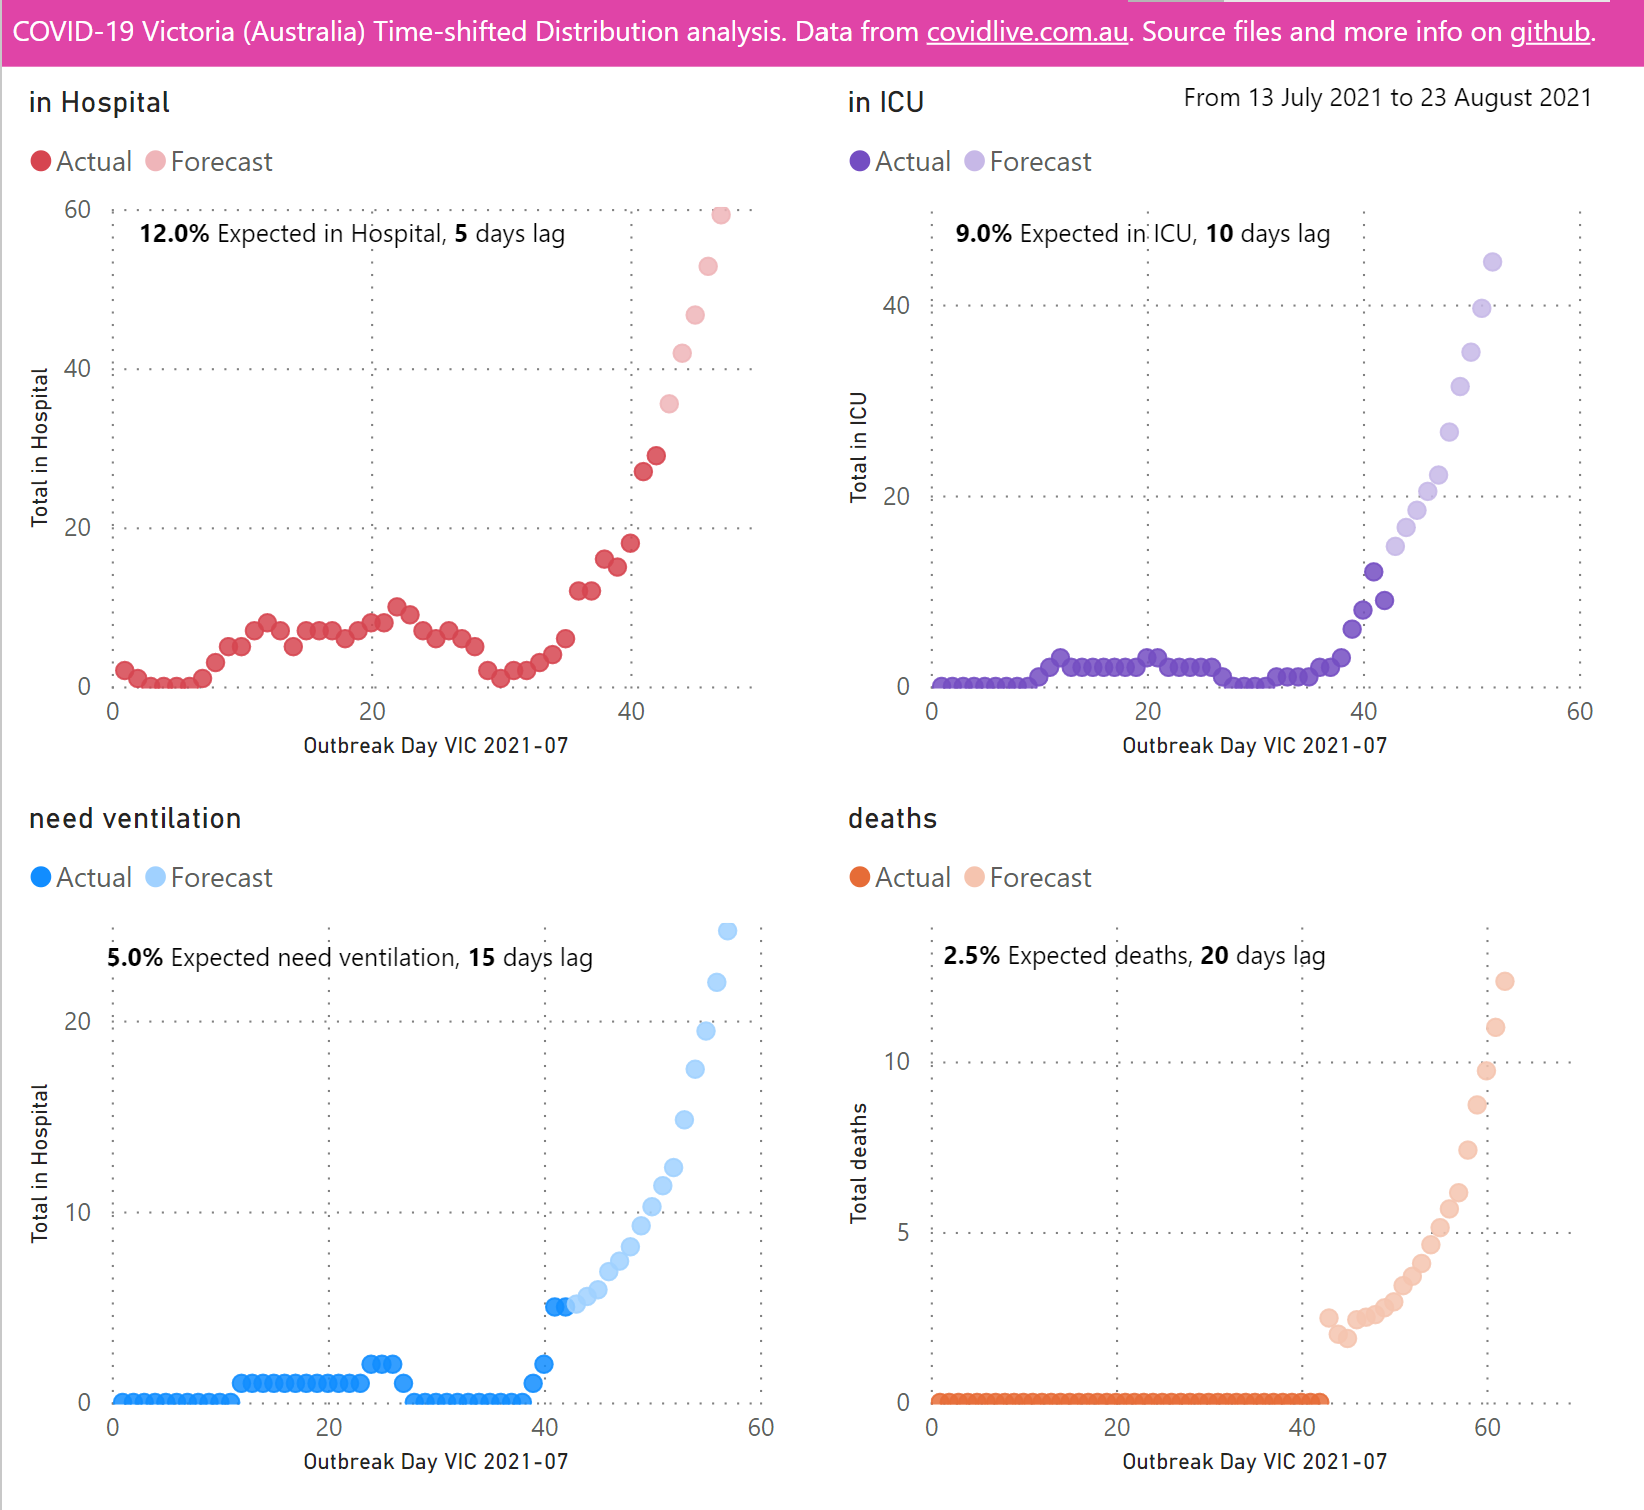 COVID-19 Victoria (Australia) Time-shifted Distribution analysis. Data from covidlive.com.au. Source files and more info on github.
From 13 July 2021 to 23 August 2021
in Hospital
Actual Forecast
12.0% Expected in Hospital, 5 days lag
60
40
20
0
Total in Hospital
0 20 40
Outbreak Day VIC 2021-07
in ICU
Actual Forecast
9.0% Expected in ICU, 10 days lag
40
20
0
Total in ICU
0 20 40 60
Outbreak Day VIC 2021-07
need ventilation
Actual Forecast
5.0% Expected need ventilation, 15 days lag
20
10
0
Total in Hospital
0 20 40 60
Outbreak Day VIC 2021-07
deaths
Actual Forecast
2.5% Expected deaths, 20 days lag
10
5
0
Total deaths
0 20 40 60
Outbreak Day VIC 2021-07